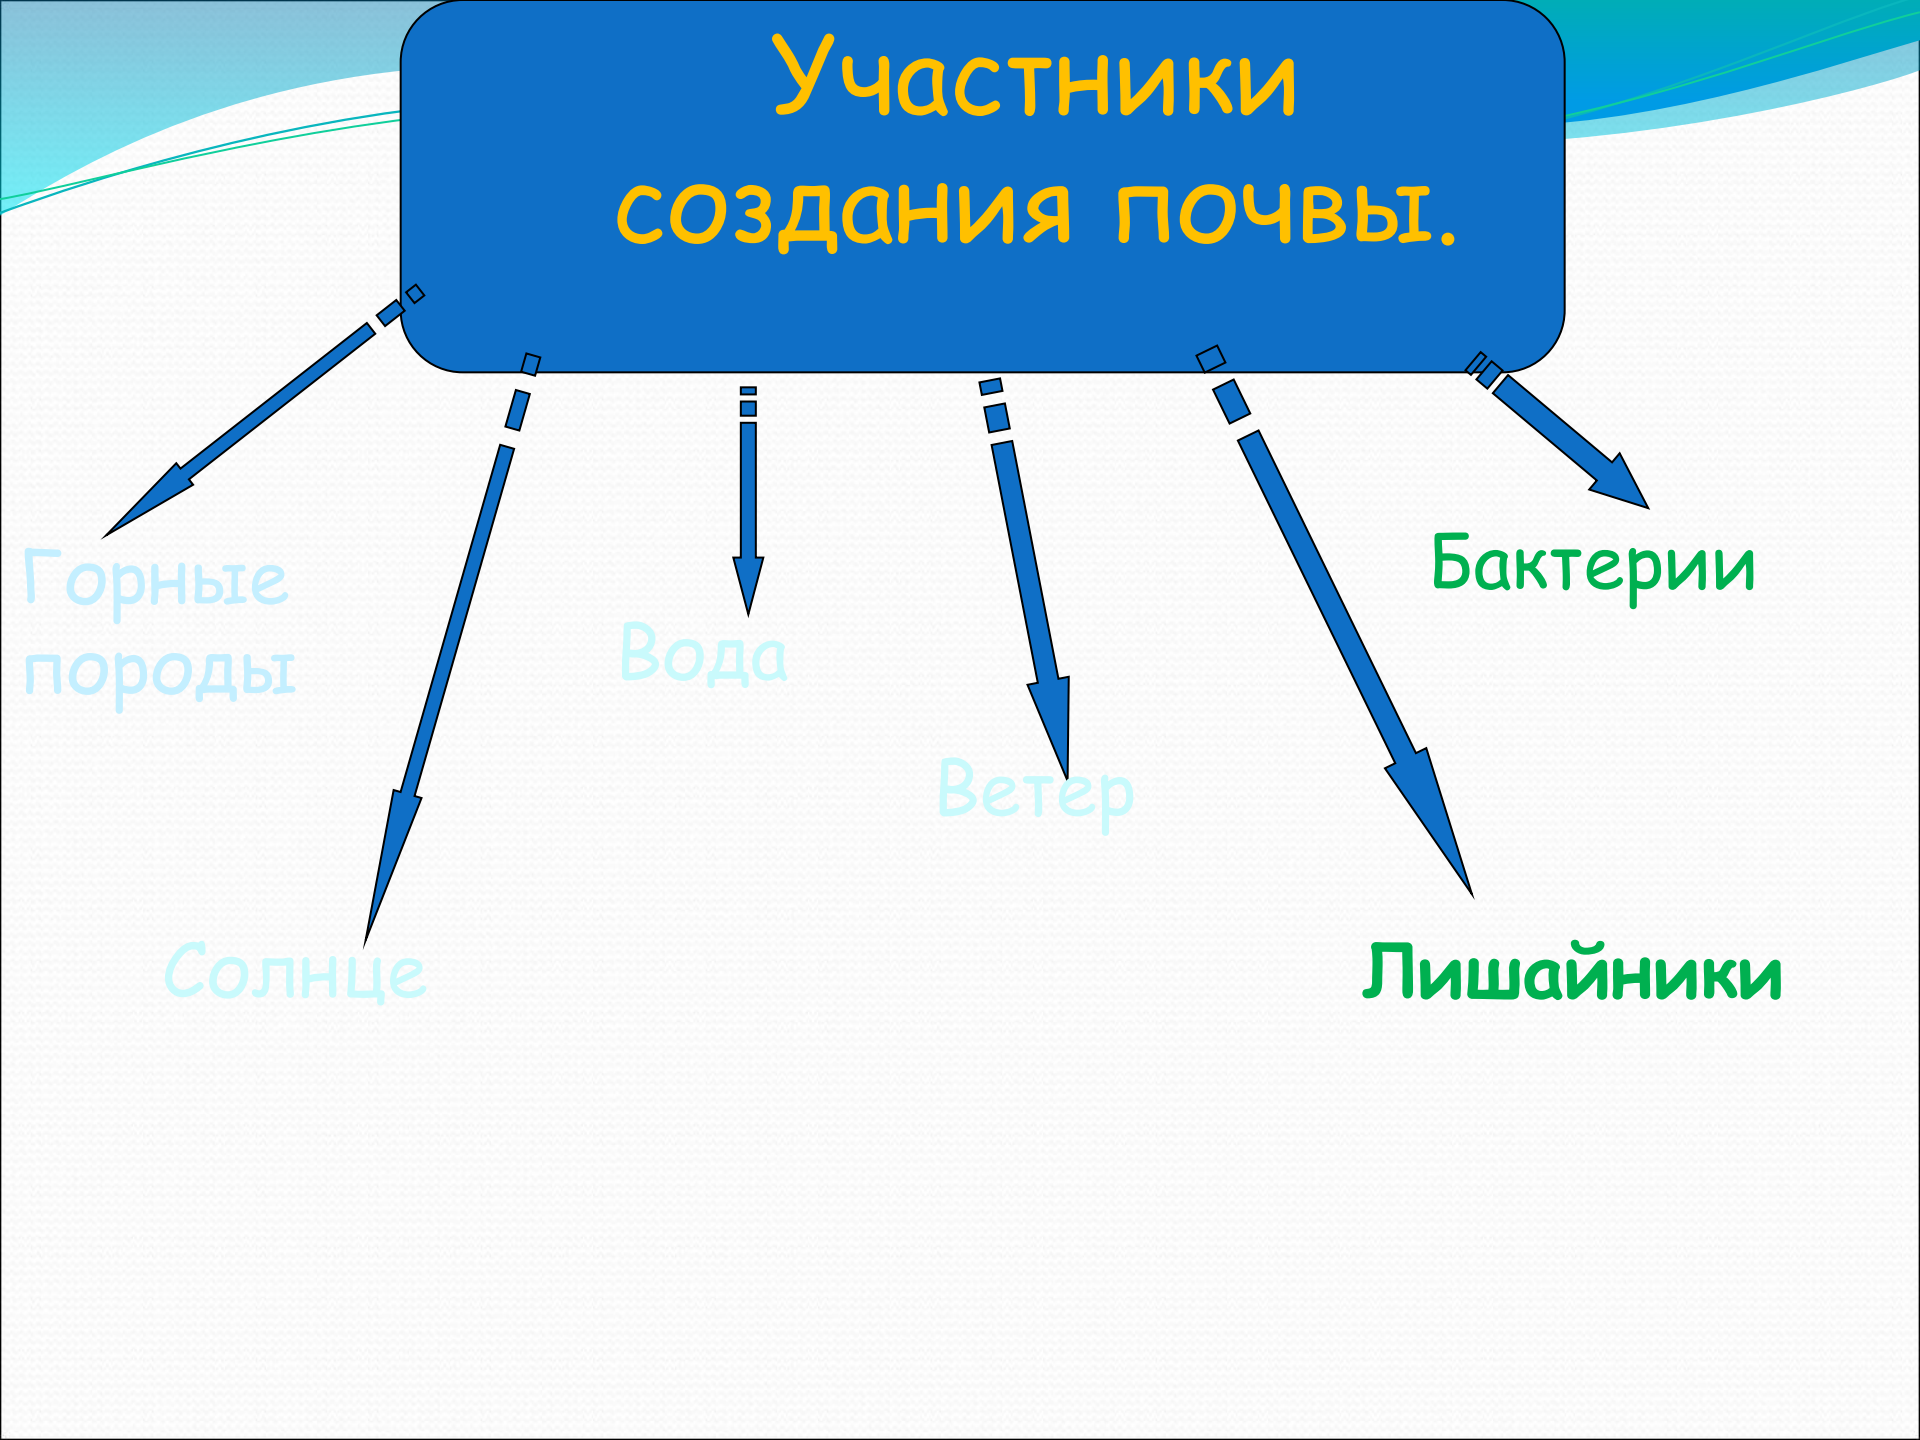 Участники
создания почвы.
Горные
породы
Солнце
Вода
Ветер
Лишайники
Бактерии